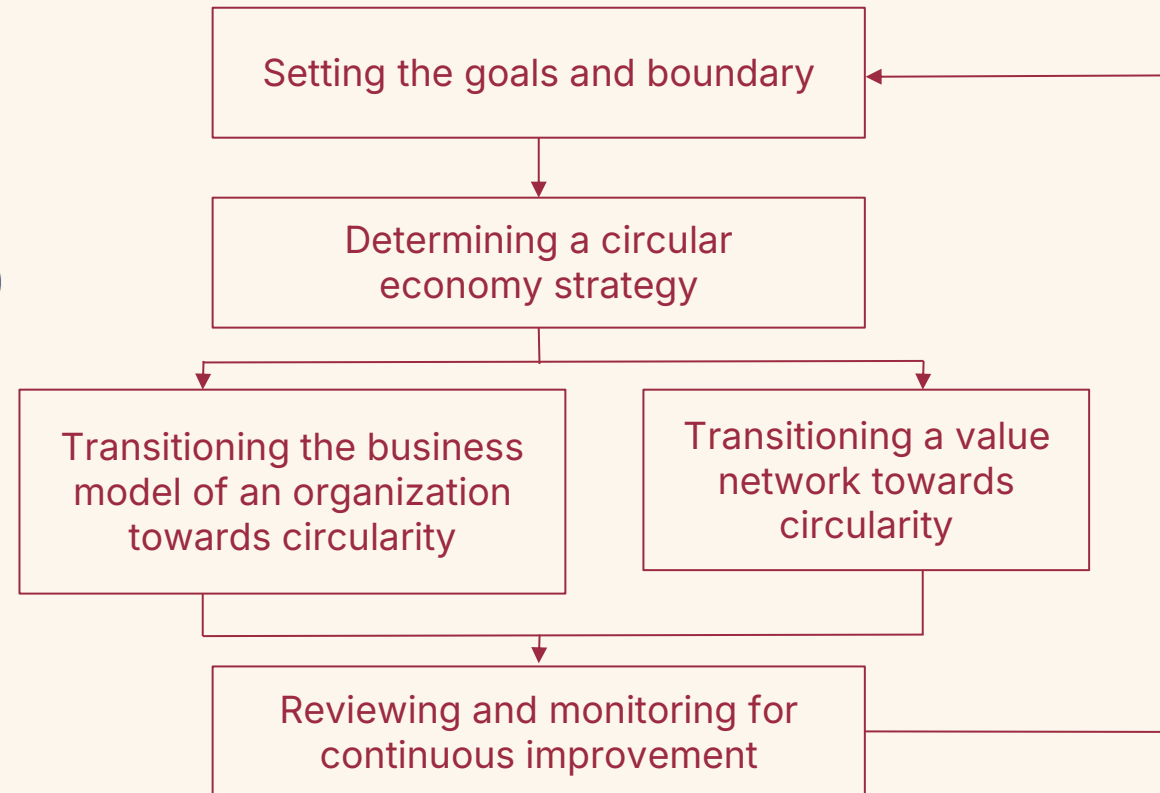 Setting the goals and boundary
Determining a circular
economy strategy
Transitioning the business
model of an organization
towards circularity
Transitioning a value
network towards
circularity
Reviewing and monitoring for
continuous improvement